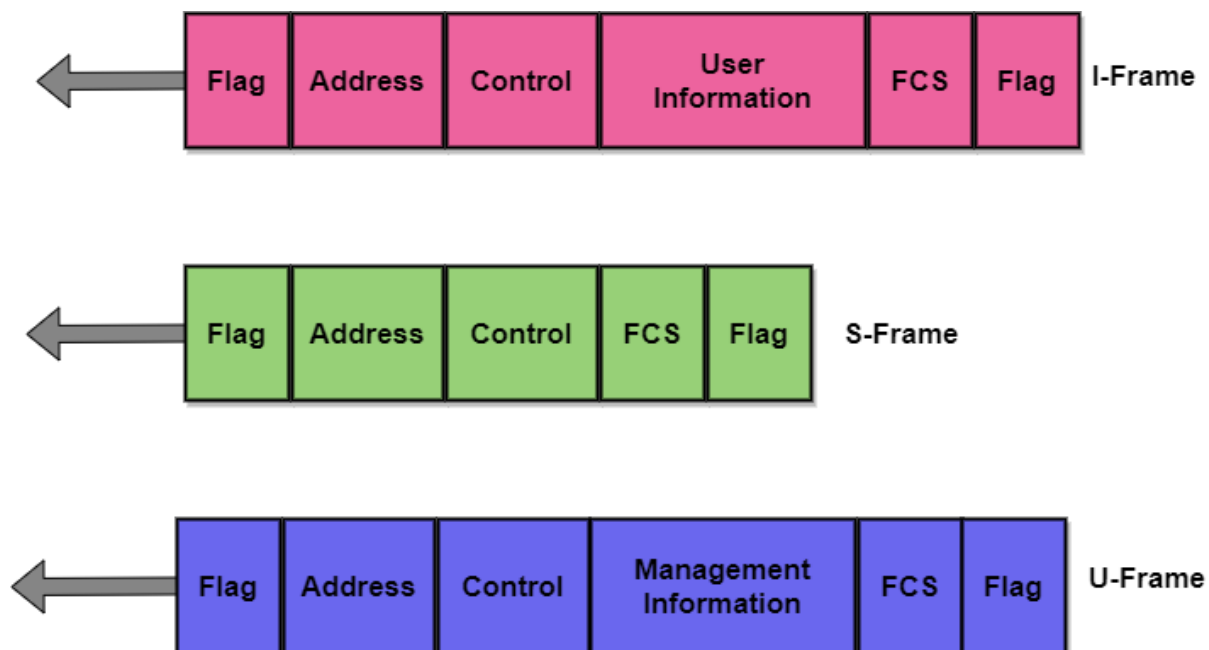 Flag Address Control User Information FCS Flag I-Frame
Flag Address Control FCS Flag S-Frame
Flag Address Control Management Information FCS Flag U-Frame